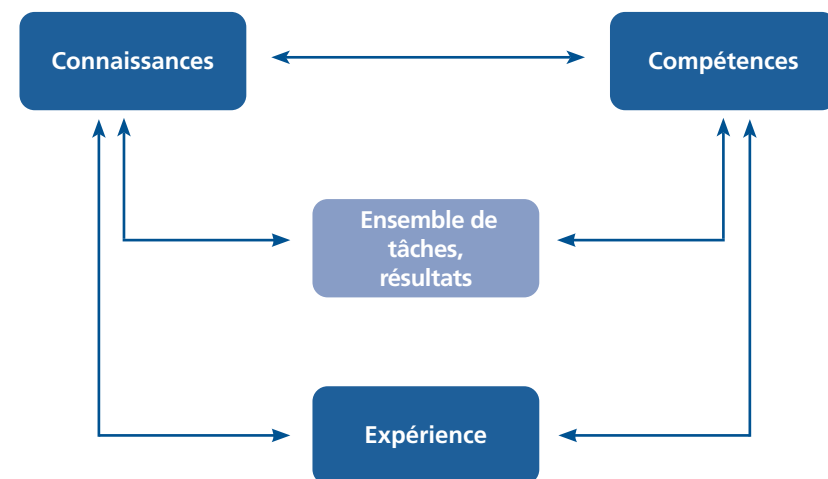 Connaissances
Compétences
Ensemble de
tâches,
résultats
Expérience